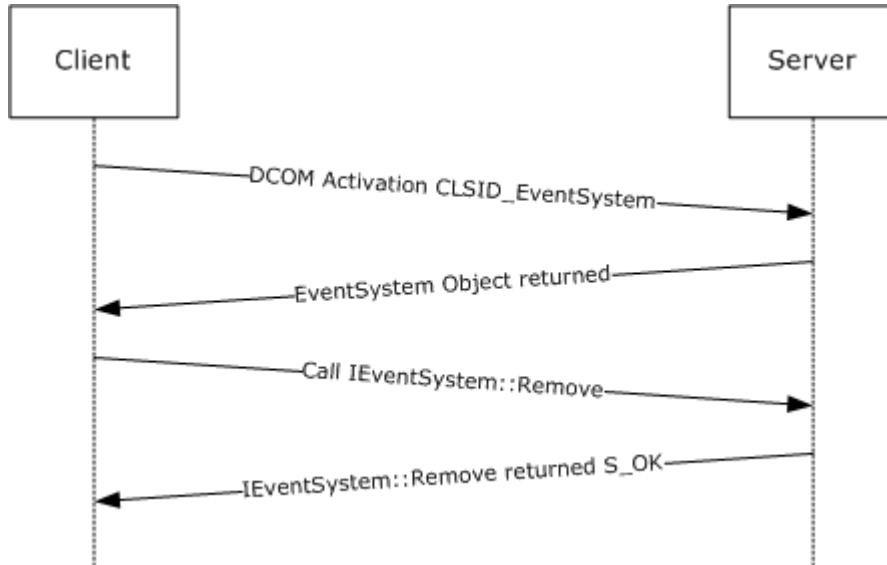 Client
Server
DCOM Activation CLSID_EventSystem
EventSystem Object returned
Call IEventSystem::Remove
IEventSystem::Remove returned S_OK